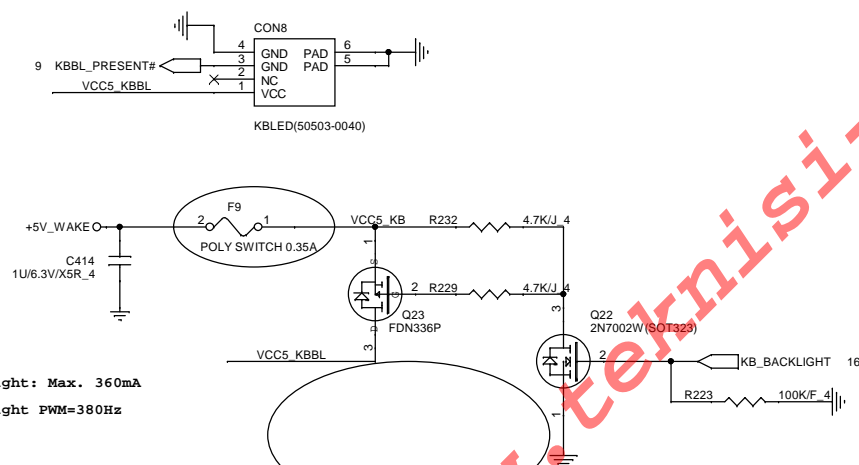 CON8
4 GND PAD 6
3 GND PAD 5
2 NC
1 VCC
9 KBBL_PRESENT#
VCC5_KBBL
KBLED(50503-0040)
F9
2 1
+5V_WAKE
POLY SWITCH 0.35A
VCC5_KB
R232
4.7K/J_4
C414
1U/6.3V/X5R_4
1
S
G
2
R229
4.7K/J_4
Q23
FDN336P
D
3
3
Q22
2N7002W(SOT323)
VCC5_KBBL
2
KB_BACKLIGHT 16
ght: Max. 360mA
R223
100K/F_4
ght PWM=380Hz
1
.teknisi-